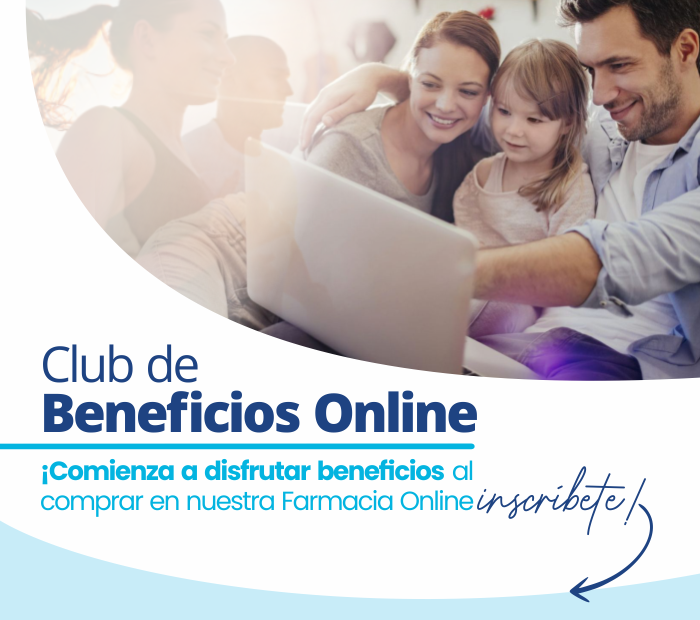 Club de
Beneficios Online
¡Comienza a disfrutar beneficios al
comprar en nuestra Farmacia Online inscríbete!